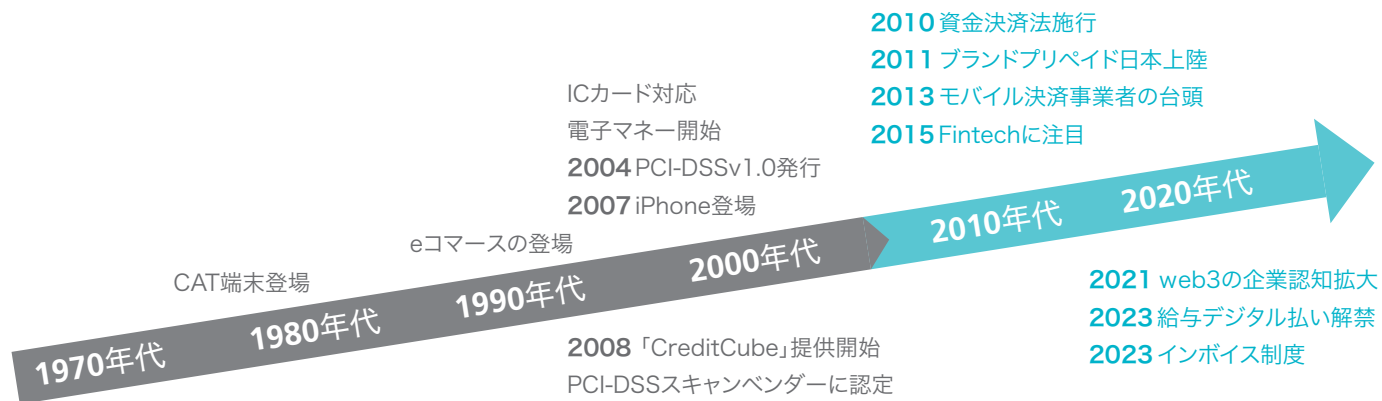 2010 資金決済法施行
2011 ブランドプリペイド日本上陸
2013 モバイル決済事業者の台頭
2015 Fintechに注目
ICカード対応
電子マネー開始
2004 PCI-DSSv1.0発行
2007 iPhone登場
eコマースの登場
CAT端末登場
1970年代
1980年代
1990年代
2000年代
2010年代
2020年代
2008 「CreditCube」提供開始
PCI-DSSスキャンベンダーに認定
2021 web3の企業認知拡大
2023 給与デジタル払い解禁
2023 インボイス制度